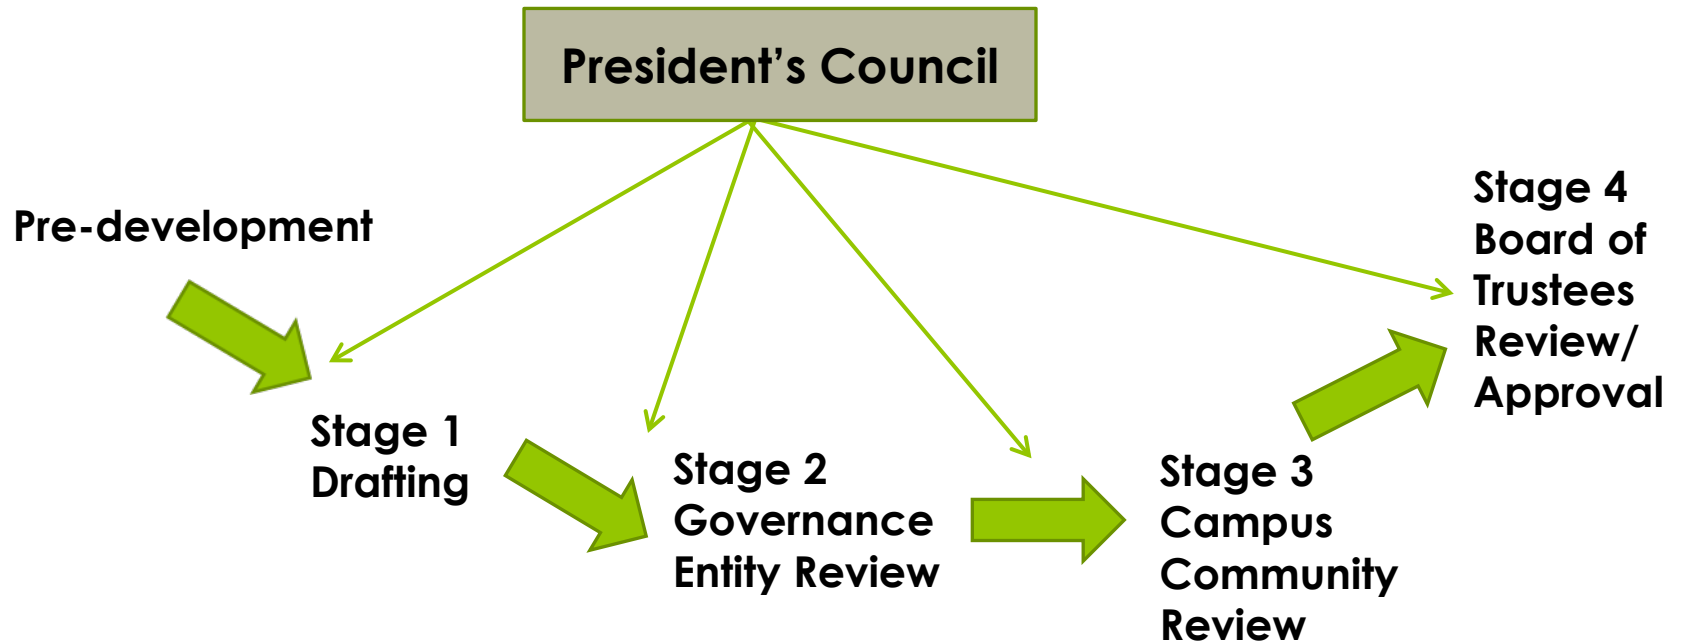 President’s Council
Pre-development
Stage 1
Drafting
Stage 2
Governance
Entity Review
Stage 3
Campus
Community
Review
Stage 4
Board of
Trustees
Review/
Approval